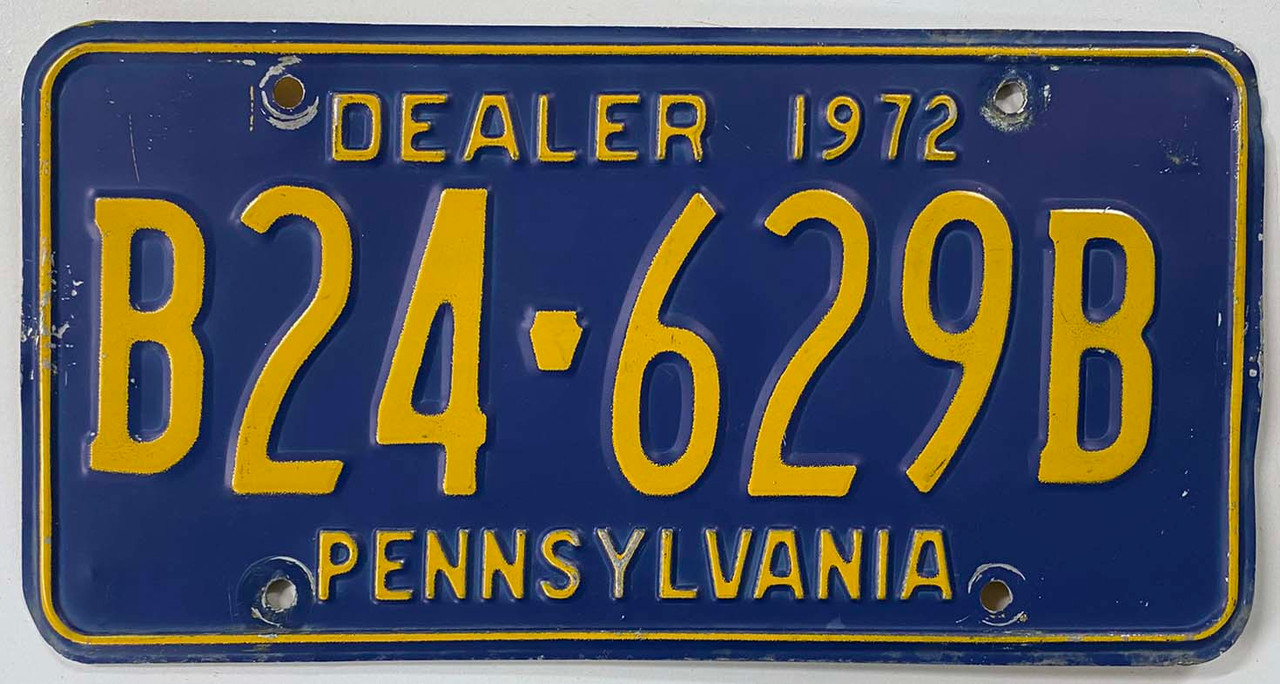 DEALER 1972
B24-629B
PENNSYLVANIA